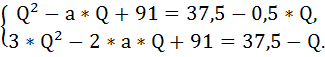 Q² − a * Q + 91 = 37,5 − 0,5 * Q,
3 * Q² − 2 * a * Q + 91 = 37,5 − Q.